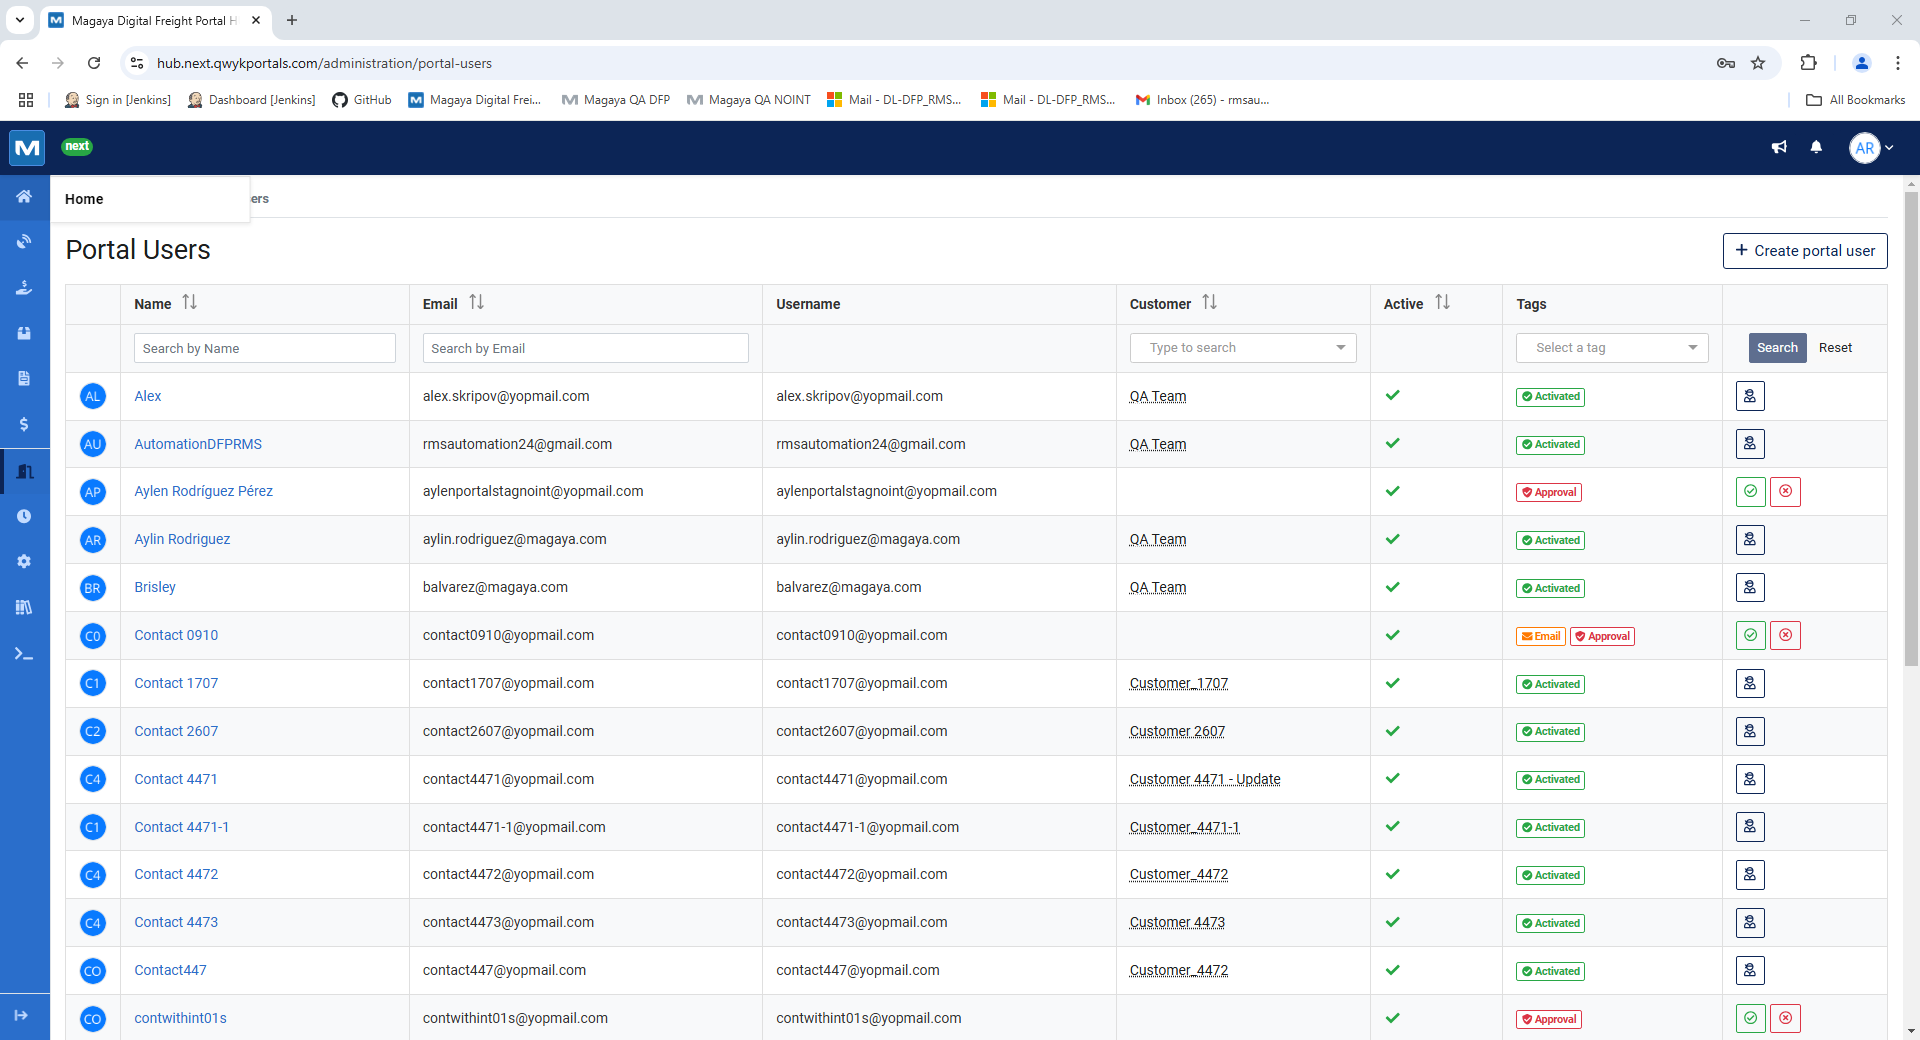 Magaya Digital Freight Portal H
hub.next.qwykportals.com/administration/portal-users
Sign in [Jenkins]
Dashboard [Jenkins]
GitHub
Magaya Digital Frei...
Magaya QA DFP
Magaya QA NOINT
Mail - DL-DFP_RMS...
Mail - DL-DFP_RMS...
Inbox (265) - rmsau...
All Bookmarks
next
AR
Home
ers
Portal Users
+ Create portal user
Name Email Username Customer Active Tags
Search by Name Search by Email Type to search Select a tag Search Reset
AL Alex alex.skripov@yopmail.com alex.skripov@yopmail.com QA Team Activated
AU AutomationDFPRMS rmsautomation24@gmail.com rmsautomation24@gmail.com QA Team Activated
AP Aylen Rodríguez Pérez aylenportalstagnoint@yopmail.com aylenportalstagnoint@yopmail.com Approval
AR Aylin Rodriguez aylin.rodriguez@magaya.com aylin.rodriguez@magaya.com QA Team Activated
BR Brisley balvarez@magaya.com balvarez@magaya.com QA Team Activated
C0 Contact 0910 contact0910@yopmail.com contact0910@yopmail.com Email Approval
C1 Contact 1707 contact1707@yopmail.com contact1707@yopmail.com Customer_1707 Activated
C2 Contact 2607 contact2607@yopmail.com contact2607@yopmail.com Customer 2607 Activated
C4 Contact 4471 contact4471@yopmail.com contact4471@yopmail.com Customer 4471 - Update Activated
C1 Contact 4471-1 contact4471-1@yopmail.com contact4471-1@yopmail.com Customer_4471-1 Activated
C4 Contact 4472 contact4472@yopmail.com contact4472@yopmail.com Customer_4472 Activated
C4 Contact 4473 contact4473@yopmail.com contact4473@yopmail.com Customer 4473 Activated
CO Contact447 contact447@yopmail.com contact447@yopmail.com Customer_4472 Activated
CO contwithint01s contwithint01s@yopmail.com contwithint01s@yopmail.com Approval